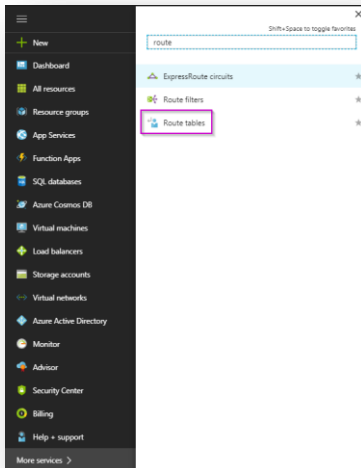 New
Dashboard
All resources
Resource groups
App Services
Function Apps
SQL databases
Azure Cosmos DB
Virtual machines
Load balancers
Storage accounts
Virtual networks
Azure Active Directory
Monitor
Advisor
Security Center
Billing
Help + support
More services >
Shift+Space to toggle favorites
route
ExpressRoute circuits
Route filters
Route tables